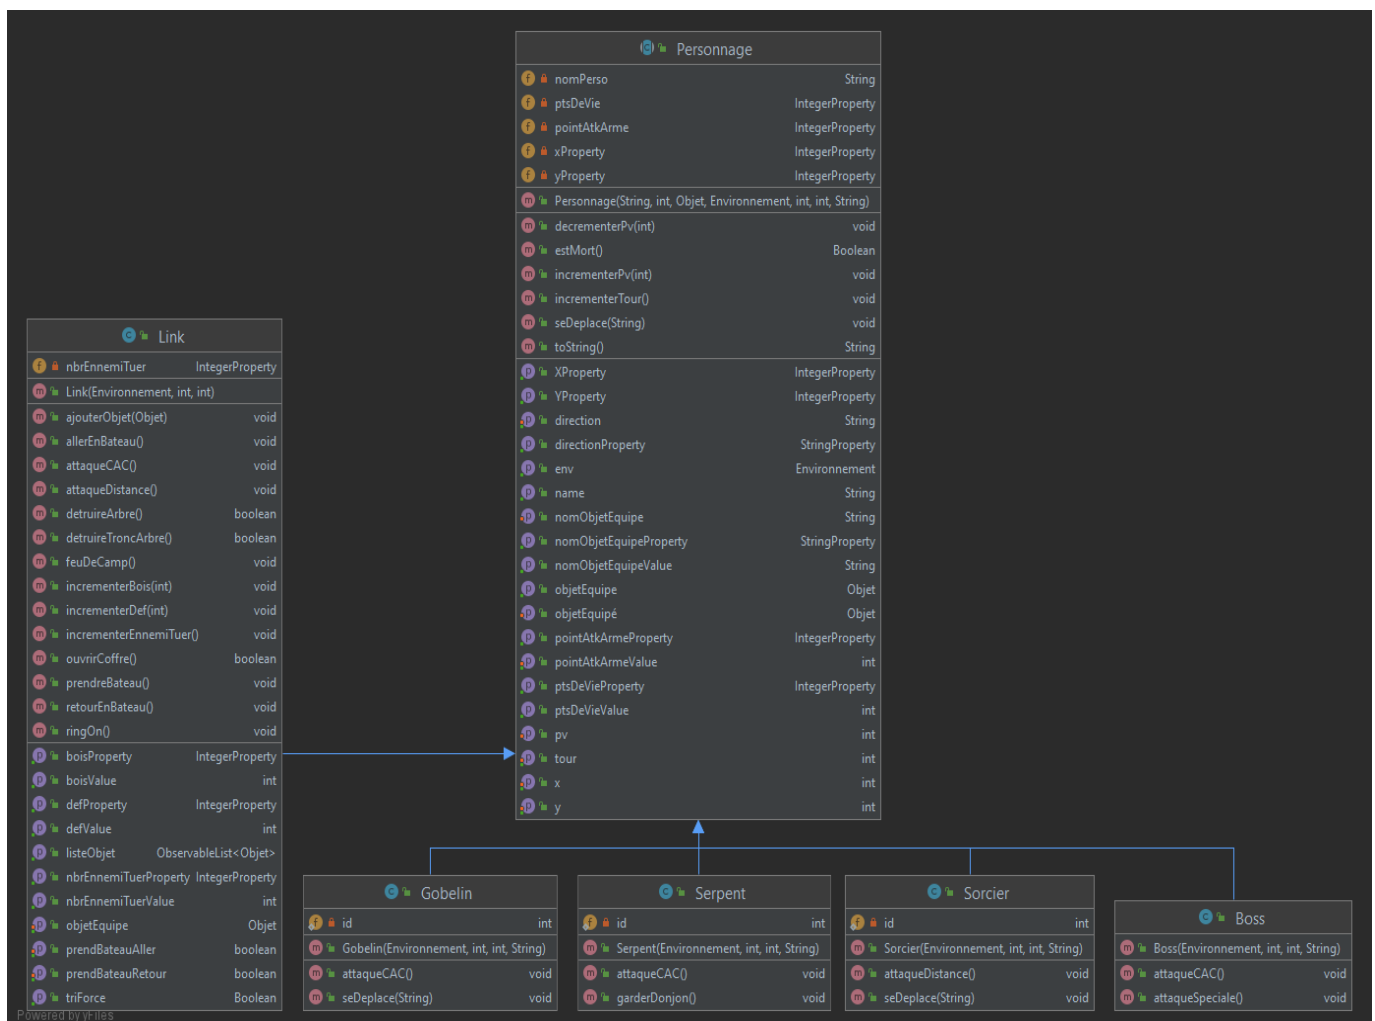 Personnage
nomPerso String
ptsDeVie IntegerProperty
pointAtkArme IntegerProperty
xProperty IntegerProperty
yProperty IntegerProperty
Personnage(String, int, Objet, Environnement, int, int, String)
decrementerPv(int) void
estMort() Boolean
incrementerPv(int) void
incrementerTour() void
seDeplace(String) void
toString() String
XProperty IntegerProperty
YProperty IntegerProperty
direction String
directionProperty StringProperty
env Environnement
name String
nomObjetEquipe String
nomObjetEquipeProperty StringProperty
nomObjetEquipeValue String
objetEquipe Objet
objetEquipé Objet
pointAtkArmeProperty IntegerProperty
pointAtkArmeValue int
ptsDeVieProperty IntegerProperty
ptsDeVieValue int
pv int
tour int
x int
y int
Link
nbrEnnemiTuer IntegerProperty
Link(Environnement, int, int)
ajouterObjet(Objet) void
allerEnBateau() void
attaqueCAC() void
attaqueDistance() void
detruireArbre() boolean
detruireTroncArbre() boolean
feuDeCamp() void
incrementerBois(int) void
incrementerDef(int) void
incrementerEnnemiTuer() void
ouvrirCoffre() boolean
prendreBateau() void
retourEnBateau() void
ringOn() void
boisProperty IntegerProperty
boisValue int
defProperty IntegerProperty
defValue int
listeObjet ObservableList<Objet>
nbrEnnemiTuerProperty IntegerProperty
nbrEnnemiTuerValue int
objetEquipe Objet
prendBateauAller boolean
prendBateauRetour boolean
triForce Boolean
Gobelin
id int
Gobelin(Environnement, int, int, String)
attaqueCAC() void
seDeplace(String) void
Serpent
id int
Serpent(Environnement, int, int, String)
attaqueCAC() void
garderDonjon() void
Sorcier
id int
Sorcier(Environnement, int, int, String)
attaqueDistance() void
seDeplace(String) void
Boss
Boss(Environnement, int, int, String)
attaqueCAC() void
attaqueSpeciale() void
Powered by yFiles